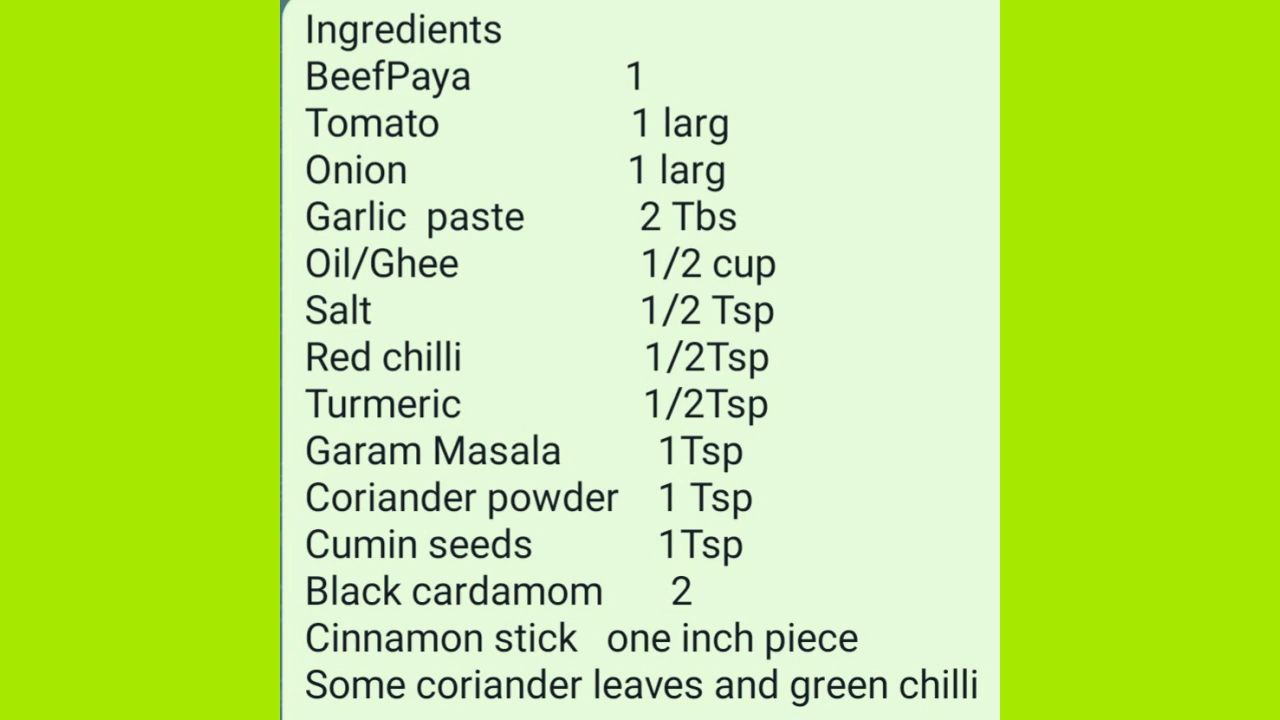 Ingredients
BeefPaya 1
Tomato 1 larg
Onion 1 larg
Garlic paste 2 Tbs
Oil/Ghee 1/2 cup
Salt 1/2 Tsp
Red chilli 1/2Tsp
Turmeric 1/2Tsp
Garam Masala 1Tsp
Coriander powder 1 Tsp
Cumin seeds 1Tsp
Black cardamom 2
Cinnamon stick one inch piece
Some coriander leaves and green chilli